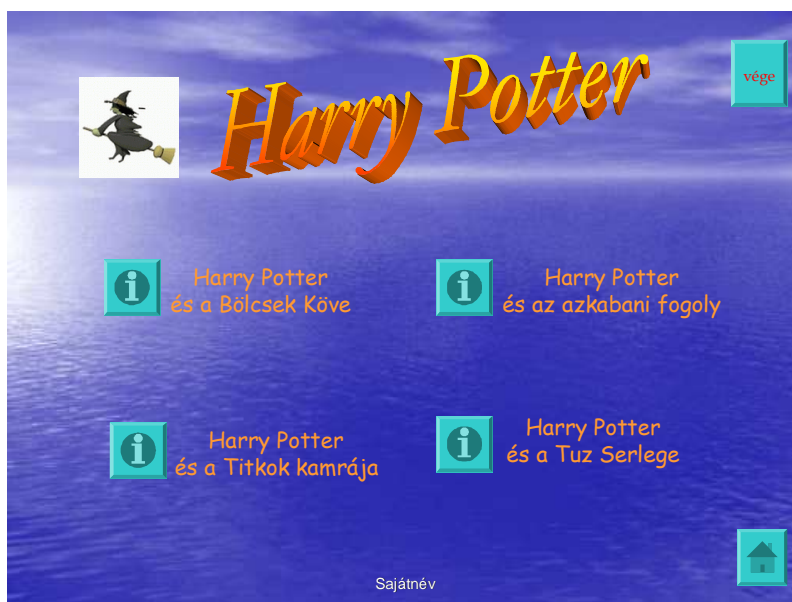 Harry Potter
vége
Harry Potter
és a Bölcsek Köve
Harry Potter
és az azkabani fogoly
Harry Potter
és a Titkok kamrája
Harry Potter
és a Tuz Serlege
Sajátnév